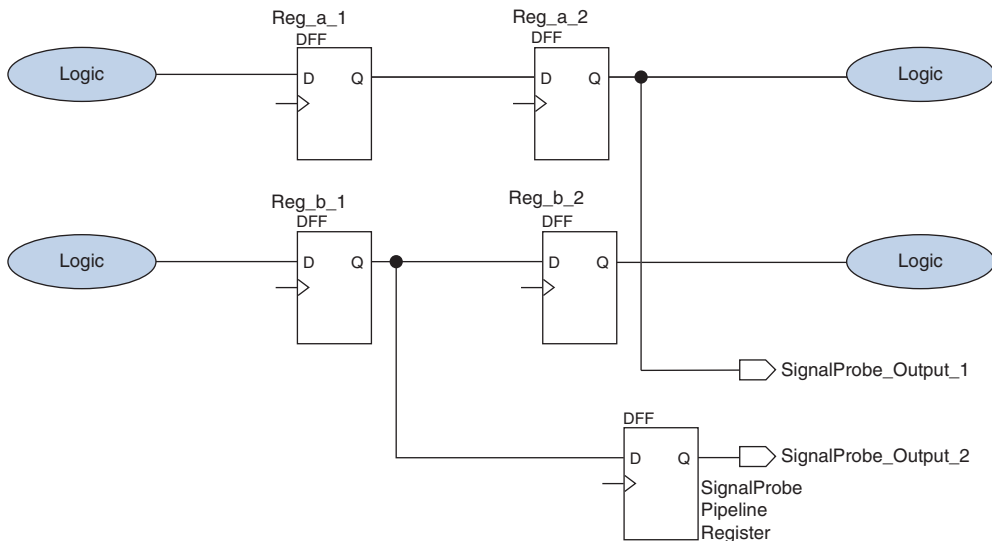 Reg_a_1
DFF
Reg_a_2
DFF
Logic
D Q
D Q
Logic
Reg_b_1
DFF
Reg_b_2
DFF
Logic
D Q
D Q
Logic
SignalProbe_Output_1
DFF
D Q
SignalProbe_Output_2
SignalProbe
Pipeline
Register